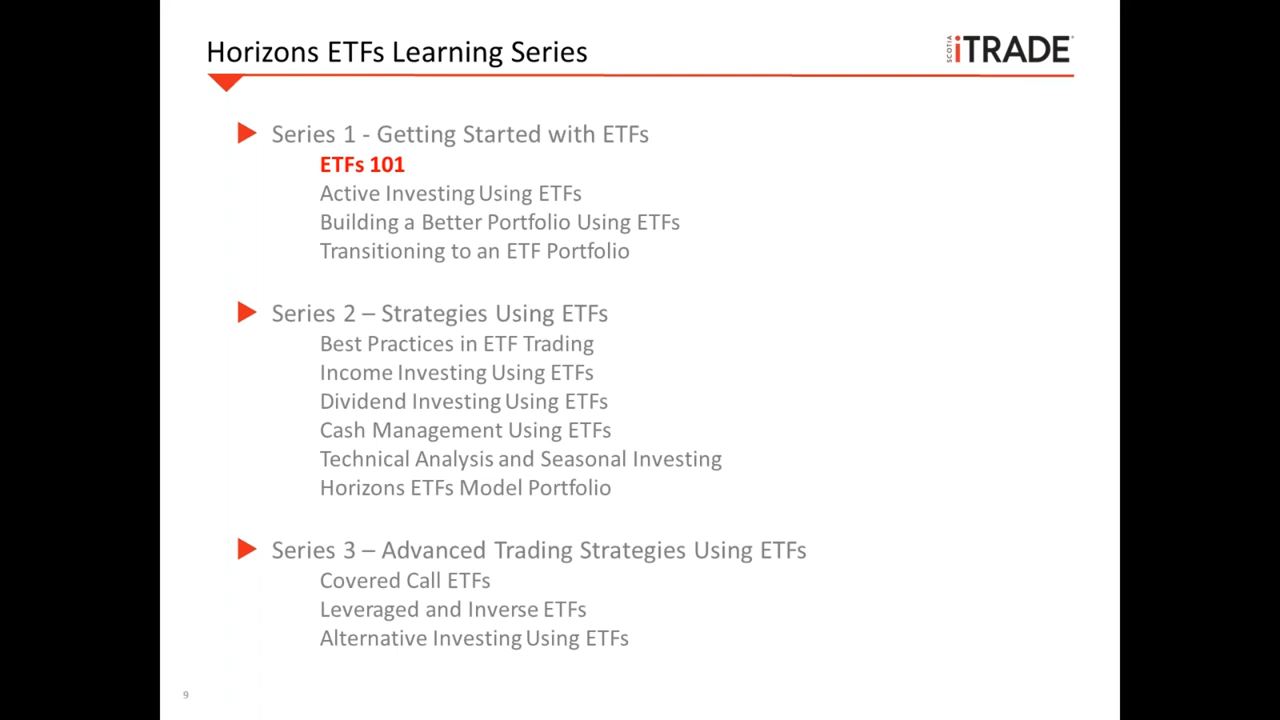 Horizons ETFs Learning Series
SCOTIA iTRADE
Series 1 - Getting Started with ETFs
ETFs 101
Active Investing Using ETFs
Building a Better Portfolio Using ETFs
Transitioning to an ETF Portfolio
Series 2 – Strategies Using ETFs
Best Practices in ETF Trading
Income Investing Using ETFs
Dividend Investing Using ETFs
Cash Management Using ETFs
Technical Analysis and Seasonal Investing
Horizons ETFs Model Portfolio
Series 3 – Advanced Trading Strategies Using ETFs
Covered Call ETFs
Leveraged and Inverse ETFs
Alternative Investing Using ETFs
9